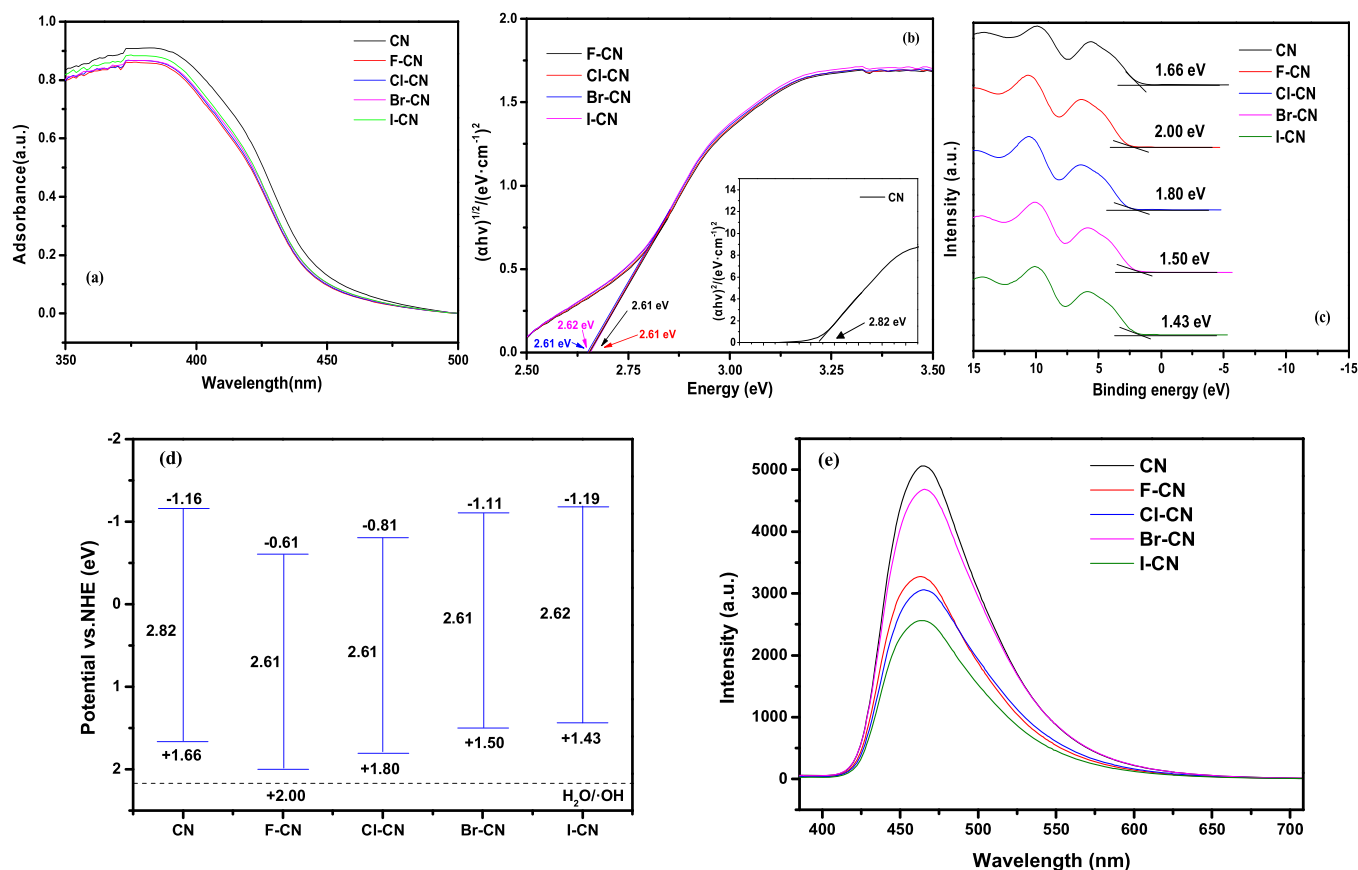 CN
F-CN
Cl-CN
Br-CN
I-CN
(a)
Adsorbance(a.u.)
1.0
0.9
0.6
0.3
0.0
350
400
450
500
Wavelength(nm)
(b)
F-CN
Cl-CN
Br-CN
I-CN
(αhν)1/2/(eV·cm-1)2
2.0
1.5
1.0
0.5
0.0
2.61 eV
2.62 eV
2.61 eV
2.61 eV
2.50
2.75
3.00
3.25
3.50
Energy (eV)
CN
(αhν)2/(eV·cm-1)2
14
12
10
8
6
4
2
0
2.82 eV
CN
F-CN
Cl-CN
Br-CN
I-CN
Intensity (a.u.)
1.66 eV
2.00 eV
1.80 eV
1.50 eV
1.43 eV
(c)
15
10
5
0
-5
-10
-15
Binding energy (eV)
(d)
Potential vs.NHE (eV)
-2
-1
0
1
2
-1.16
-0.61
-0.81
-1.11
-1.19
2.82
2.61
2.61
2.61
2.62
+1.66
+2.00
+1.80
+1.50
+1.43
H2O/·OH
CN
F-CN
Cl-CN
Br-CN
I-CN
(e)
CN
F-CN
Cl-CN
Br-CN
I-CN
Intensity (a.u.)
5000
4000
3000
2000
1000
0
400
450
500
550
600
650
700
Wavelength (nm)